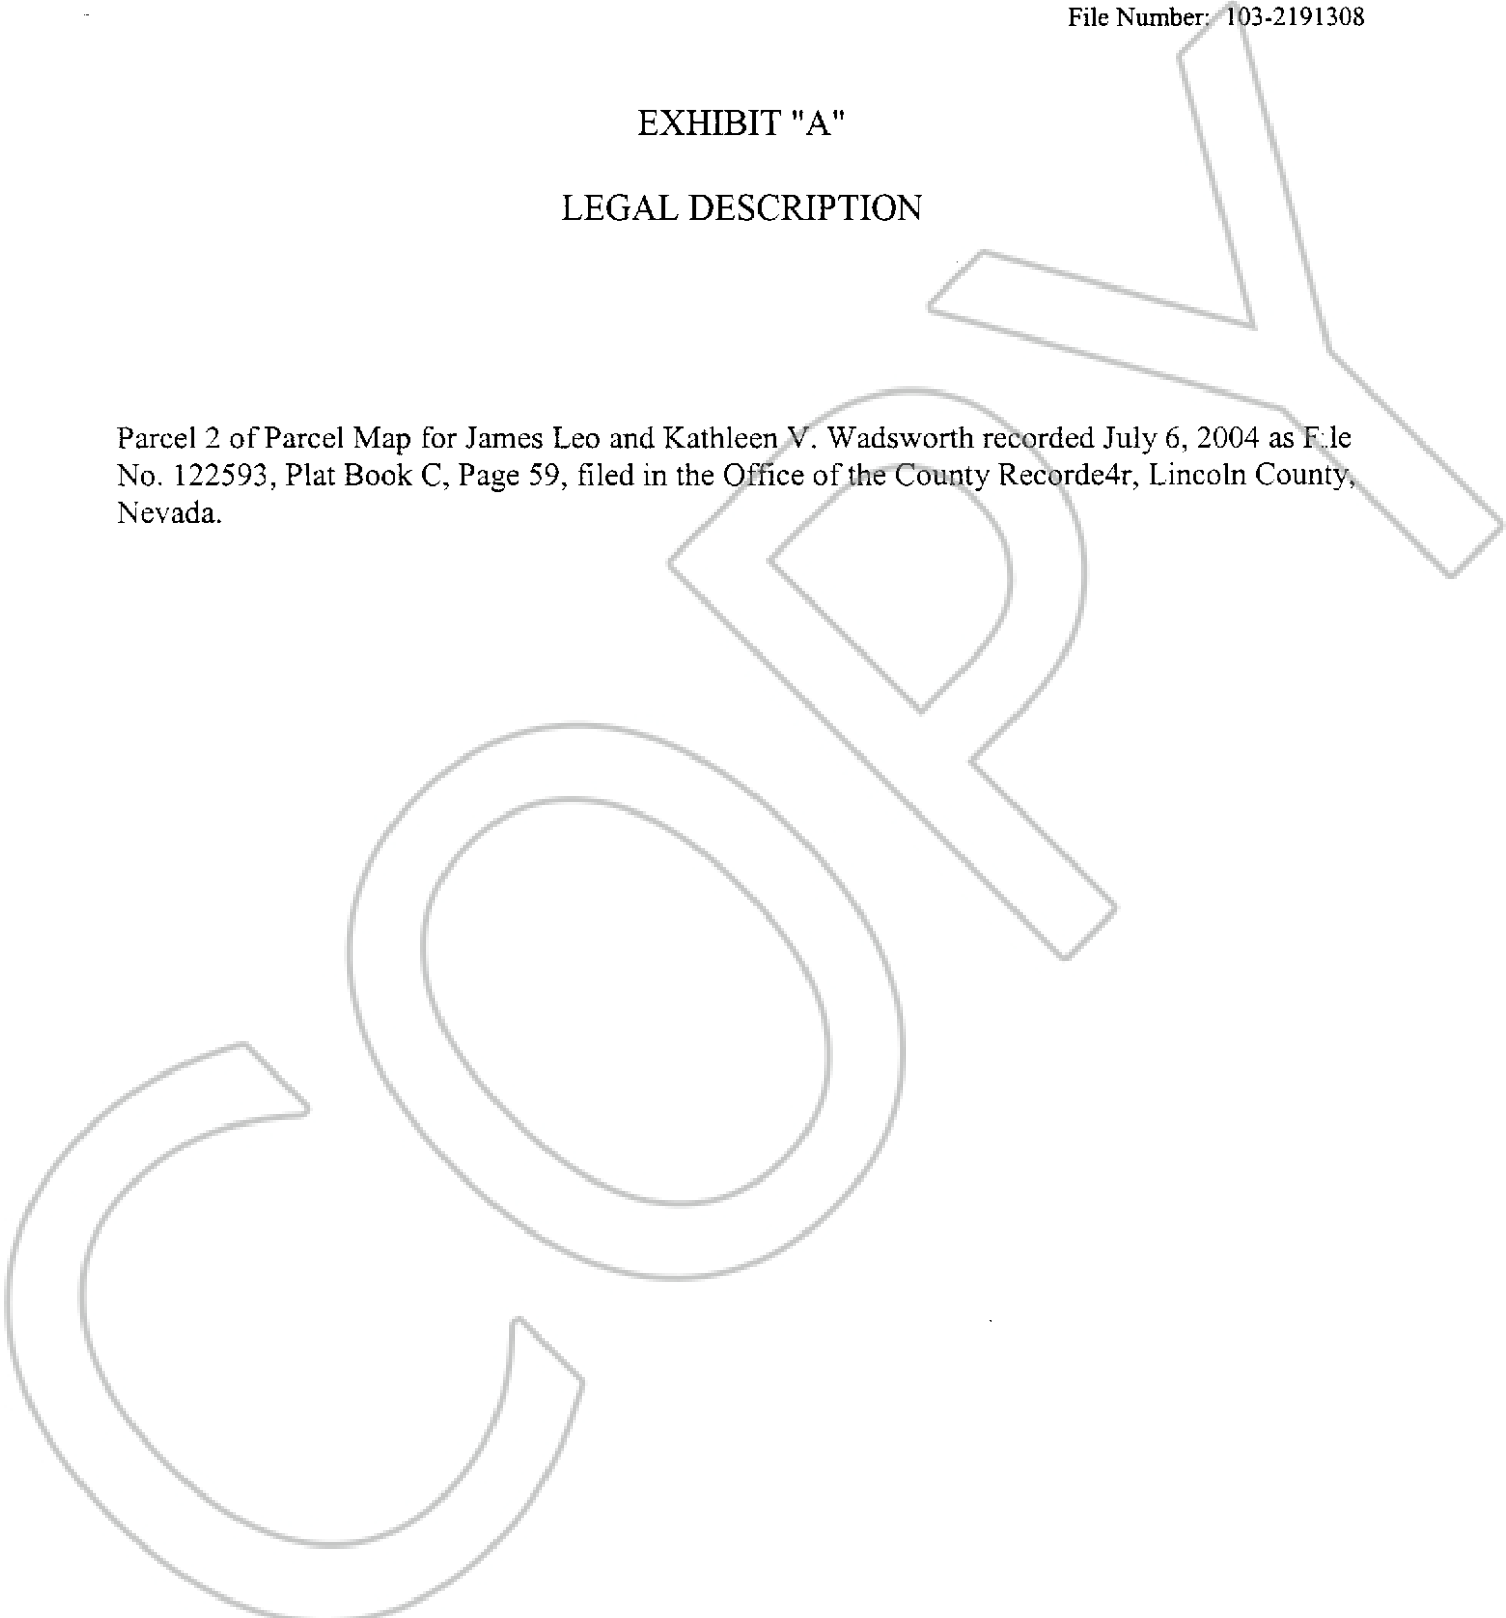 File Number: 103-2191308
EXHIBIT "A"
LEGAL DESCRIPTION
Parcel 2 of Parcel Map for James Leo and Kathleen V. Wadsworth recorded July 6, 2004 as File
No. 122593, Plat Book C, Page 59, filed in the Office of the County Recorde4r, Lincoln County,
Nevada.
COPY